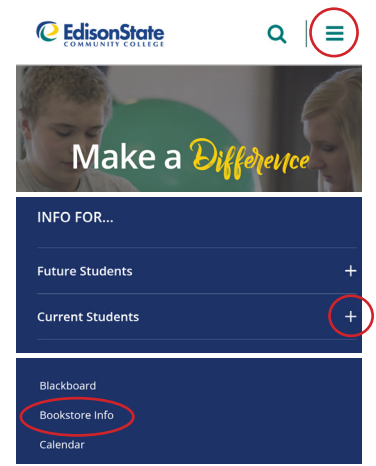 EdisonState
COMMUNITY COLLEGE
Make a Difference
INFO FOR...
Future Students +
Current Students +
Blackboard
Bookstore Info
Calendar